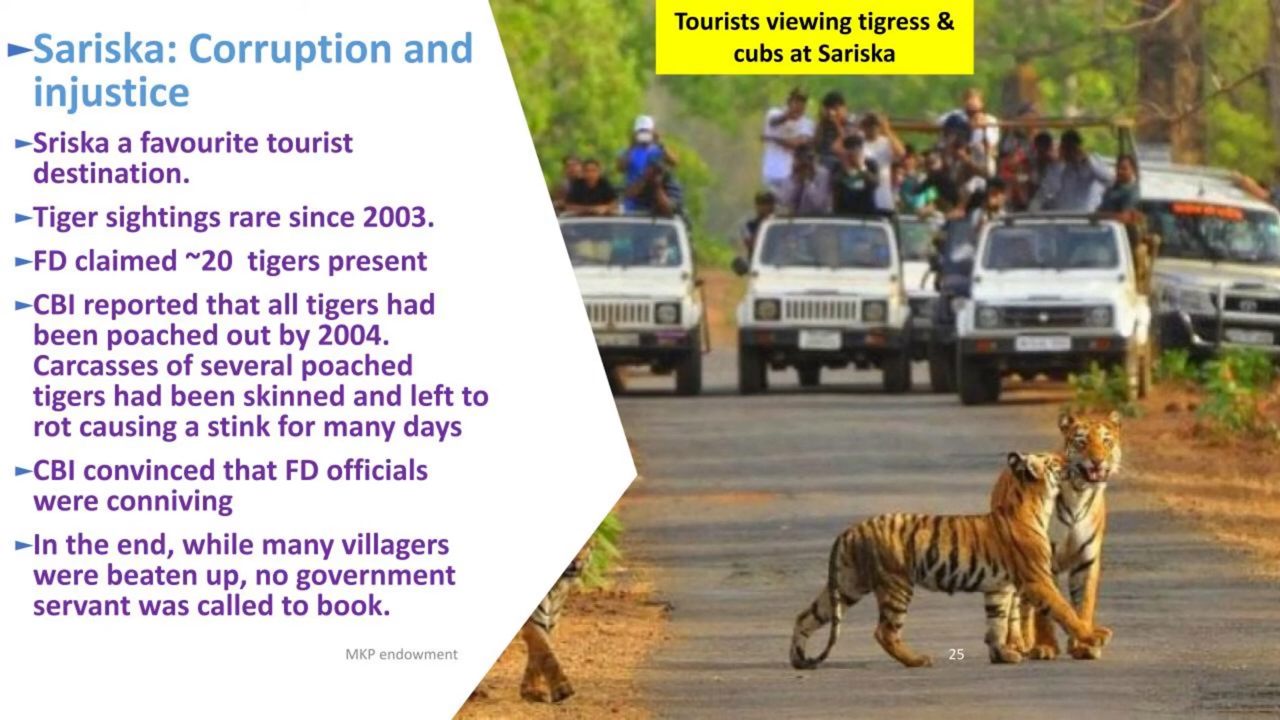 ►Sariska: Corruption and
injustice
►Sriska a favourite tourist
destination.
►Tiger sightings rare since 2003.
►FD claimed ~20 tigers present
►CBI reported that all tigers had
been poached out by 2004.
Carcasses of several poached
tigers had been skinned and left to
rot causing a stink for many days
►CBI convinced that FD officials
were conniving
►In the end, while many villagers
were beaten up, no government
servant was called to book.
MKP endowment
Tourists viewing tigress &
cubs at Sariska
25